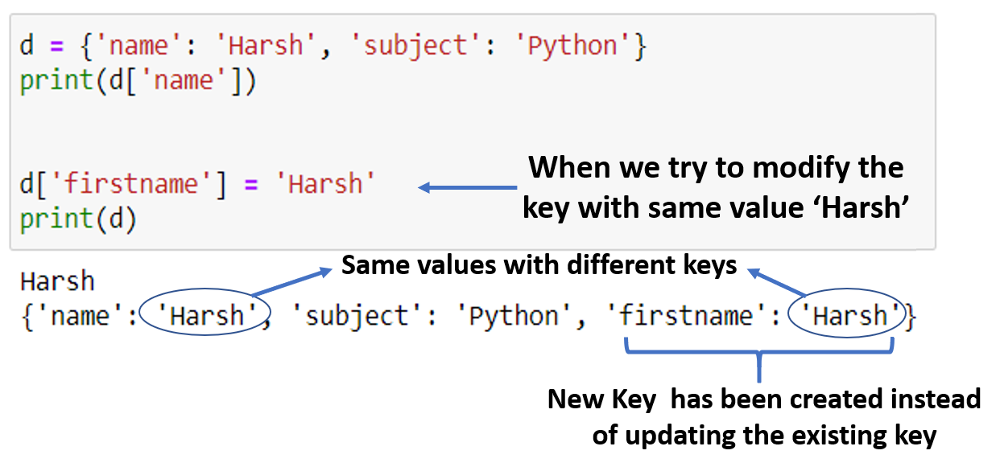 d = {'name': 'Harsh', 'subject': 'Python'}
print(d['name'])
d['firstname'] = 'Harsh'
print(d)
When we try to modify the
key with same value ‘Harsh’
Same values with different keys
Harsh
{'name': 'Harsh', 'subject': 'Python', 'firstname': 'Harsh'}
New Key has been created instead
of updating the existing key